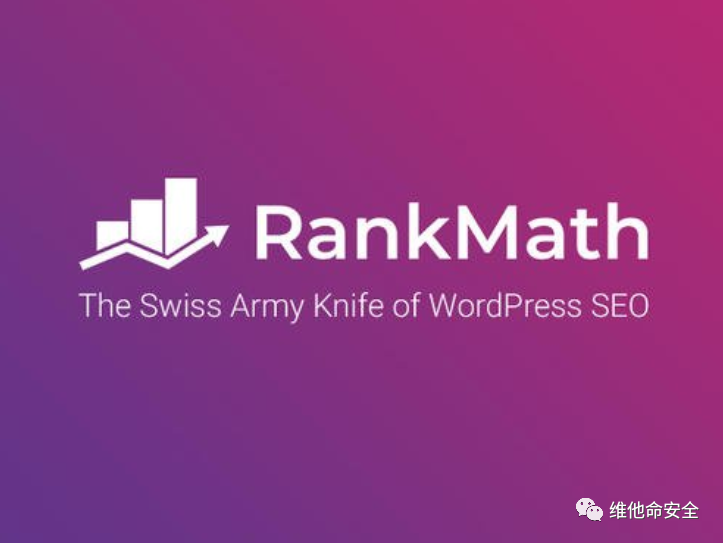 RankMath
The Swiss Army Knife of WordPress SEO
维他命安全